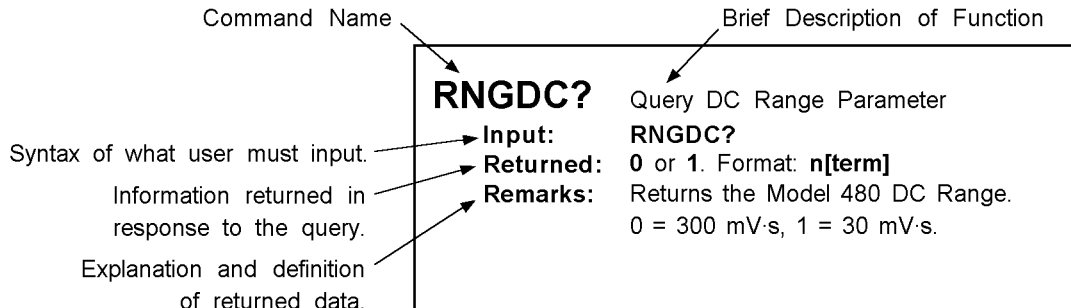 Command Name
Brief Description of Function
RNGDC? Query DC Range Parameter
Syntax of what user must input.
Input: RNGDC?
Returned: 0 or 1. Format: n[term]
Information returned in
response to the query.
Remarks: Returns the Model 480 DC Range.
0 = 300 mV·s, 1 = 30 mV·s.
Explanation and definition
of returned data.